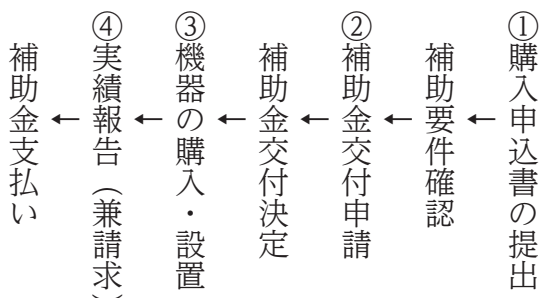 ①購入申込書の提出
←
補助要件確認
←
②補助金交付申請
←
補助金交付決定
←
③機器の購入・設置
←
④実績報告（兼請求）
←
補助金支払い